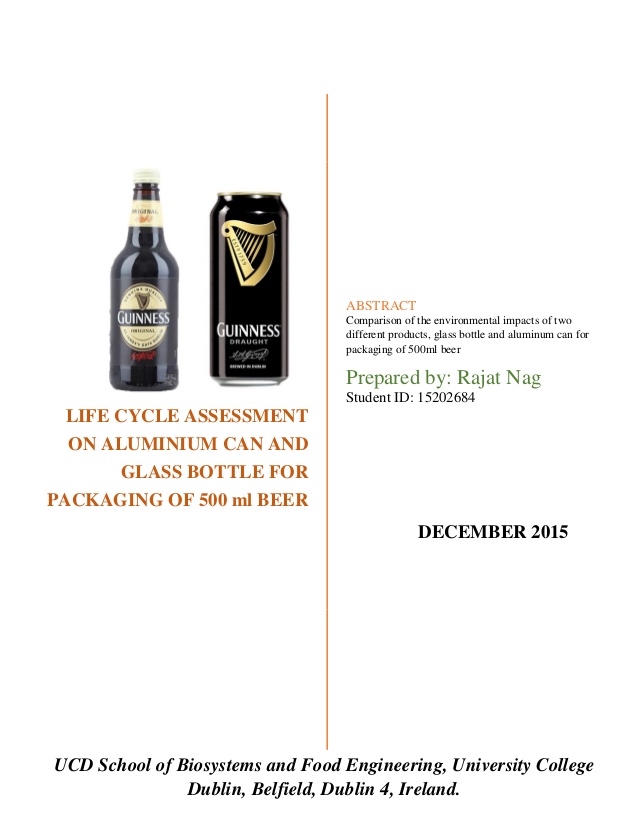 ORIGINAL
GUINNESS
ORIGINAL
EST. 1759
GUINNESS
DRAUGHT
BREWED IN DUBLIN
LIFE CYCLE ASSESSMENT
ON ALUMINIUM CAN AND
GLASS BOTTLE FOR
PACKAGING OF 500 ml BEER
ABSTRACT
Comparison of the environmental impacts of two
different products, glass bottle and aluminum can for
packaging of 500ml beer
Prepared by: Rajat Nag
Student ID: 15202684
DECEMBER 2015
UCD School of Biosystems and Food Engineering, University College
Dublin, Belfield, Dublin 4, Ireland.